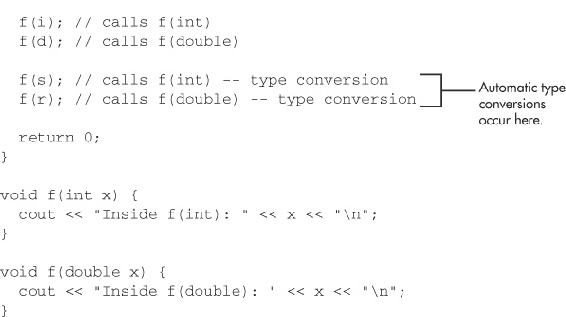 f(i); // calls f(int)
f(d); // calls f(double)
f(s); // calls f(int) -- type conversion
f(r); // calls f(double) -- type conversion
Automatic type
conversions
occur here.
return 0;
}
void f(int x) {
cout << "Inside f(int): " << x << "\n";
}
void f(double x) {
cout << "Inside f(double): ' << x << "\n";
}